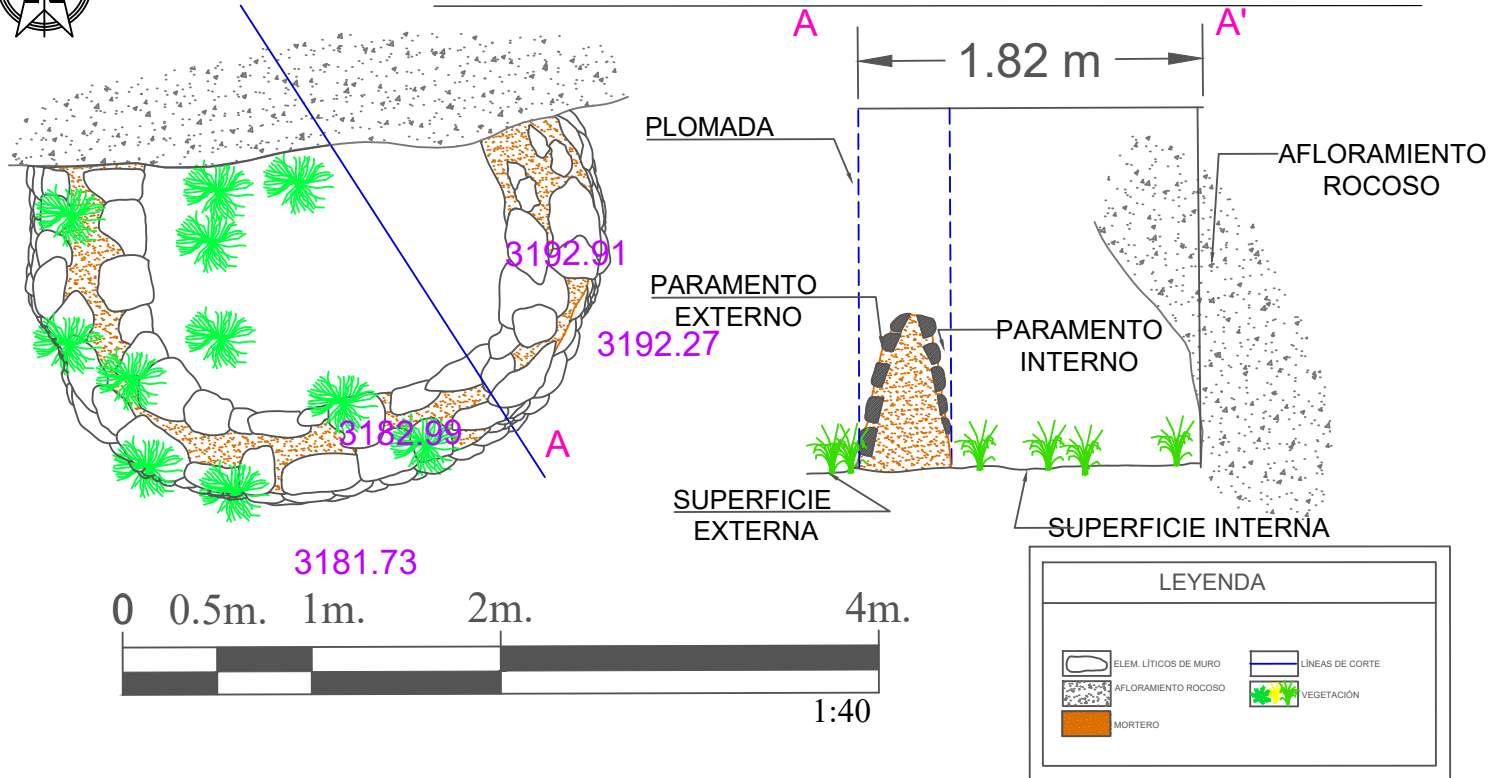 A
A'
1.82 m
PLOMADA
AFLORAMIENTO
ROCOSO
3192.91
PARAMENTO
EXTERNO
3192.27
PARAMENTO
INTERNO
3182.99
A
SUPERFICIE
EXTERNA
SUPERFICIE INTERNA
3181.73
0 0.5m. 1m. 2m. 4m.
1:40
LEYENDA
ELEM. LÍTICOS DE MURO
LÍNEAS DE CORTE
AFLORAMIENTO ROCOSO
VEGETACIÓN
MORTERO